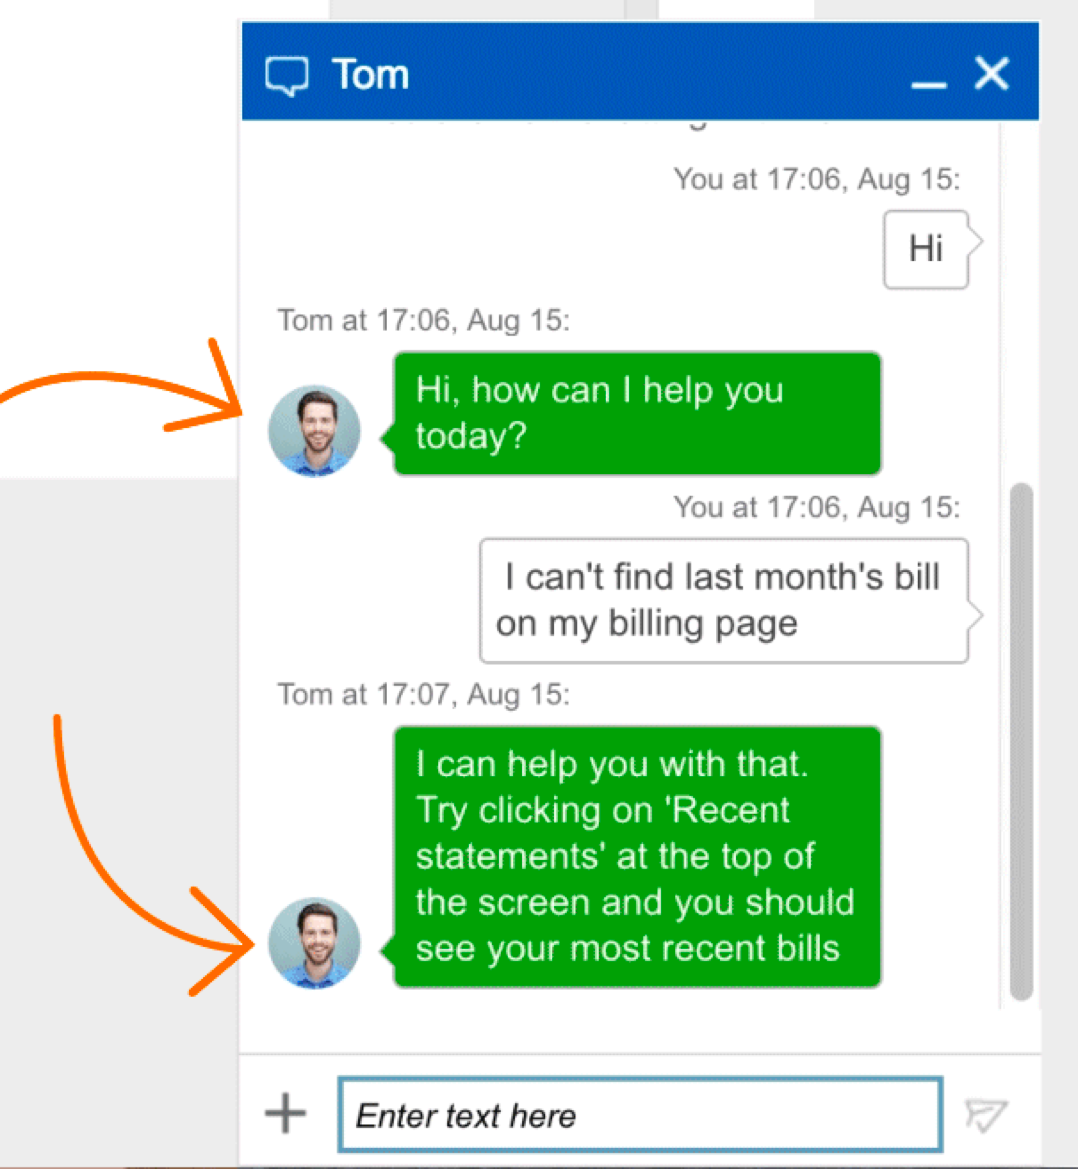 Tom
You at 17:06, Aug 15:
Hi
Tom at 17:06, Aug 15:
Hi, how can I help you
today?
You at 17:06, Aug 15:
I can't find last month's bill
on my billing page
Tom at 17:07, Aug 15:
I can help you with that.
Try clicking on 'Recent
statements' at the top of
the screen and you should
see your most recent bills
Enter text here